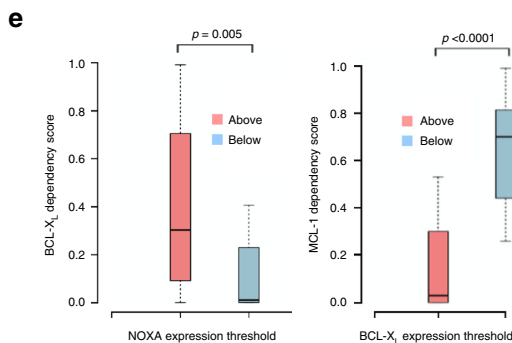 e
p = 0.005
BCL-XL dependency score
1.0
0.8
0.6
0.4
0.2
0.0
Above
Below
NOXA expression threshold
p <0.0001
MCL-1 dependency score
1.0
0.8
0.6
0.4
0.2
0.0
Above
Below
BCL-XL expression threshold